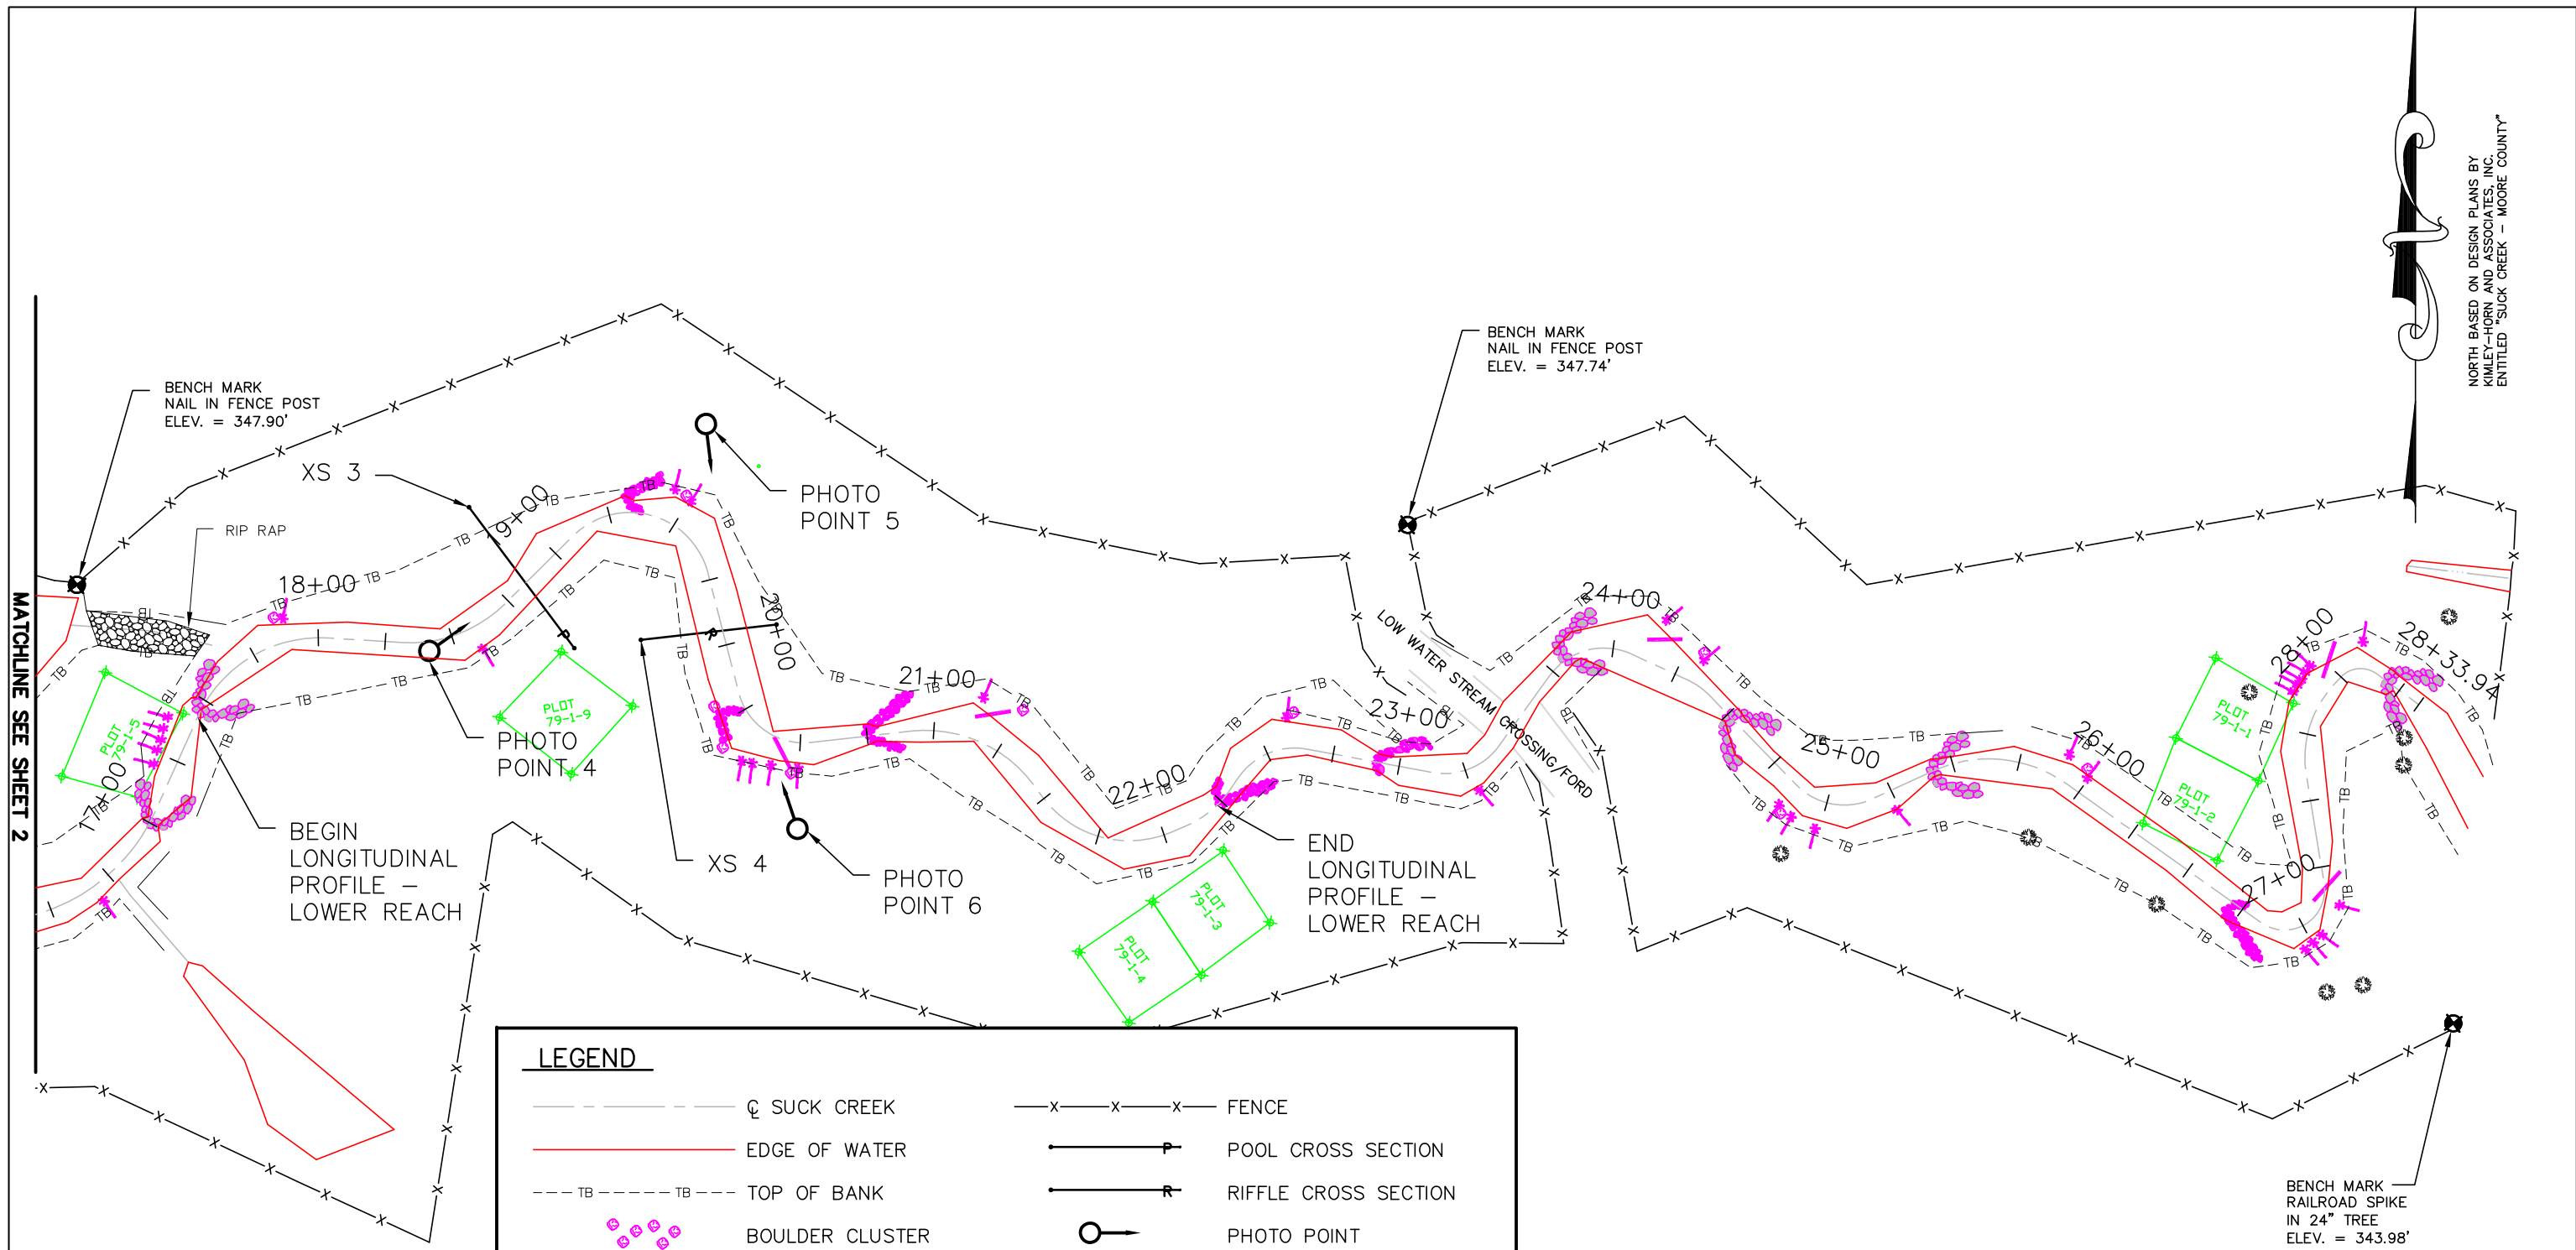 NORTH BASED ON DESIGN PLANS BY
KIMLEY-HORN AND ASSOCIATES, INC.
ENTITLED "SUCK CREEK - MOORE COUNTY"
BENCH MARK
NAIL IN FENCE POST
ELEV. = 347.74'
BENCH MARK
NAIL IN FENCE POST
ELEV. = 347.90'
XS 3
PHOTO
POINT 5
RIP RAP
MATCHLINE SEE SHEET 2
17+00
18+00
9+00
20+00
21+00
22+00
23+00
24+00
25+00
26+00
27+00
28+00
28+33.94
LOW WATER STREAM CROSSING/FORD
PLOT
79-1-5
PLOT
79-1-9
PLOT
79-1-3
PLOT
79-1-4
PLOT
79-1-1
PLOT
79-1-2
PHOTO
POINT 4
BEGIN
LONGITUDINAL
PROFILE -
LOWER REACH
XS 4
PHOTO
POINT 6
END
LONGITUDINAL
PROFILE -
LOWER REACH
LEGEND
℄ SUCK CREEK
FENCE
EDGE OF WATER
P
POOL CROSS SECTION
TB TB
TOP OF BANK
R
RIFFLE CROSS SECTION
BOULDER CLUSTER
PHOTO POINT
BENCH MARK
RAILROAD SPIKE
IN 24" TREE
ELEV. = 343.98'